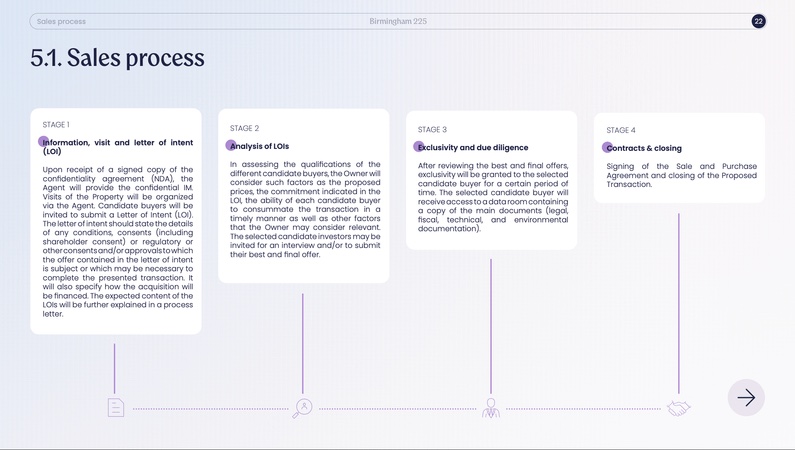 Sales process
Birmingham 225
22
5.1. Sales process
STAGE 1
Information, visit and letter of intent
(LOI)
Upon receipt of a signed copy of the
confidentiality agreement (NDA), the
Agent will provide the confidential IM.
Visits of the Property will be organized
via the Agent. Candidate buyers will be
invited to submit a Letter of Intent (LOI).
The letter of intent should state the details
of any conditions, consents (including
shareholder consent) or regulatory or
other consents and/or approvals to which
the offer contained in the letter of intent
is subject or which may be necessary to
complete the presented transaction. It
will also specify how the acquisition will
be financed. The expected content of the
LOIs will be further explained in a process
letter.
STAGE 2
Analysis of LOIs
In assessing the qualifications of the
different candidate buyers, the Owner will
consider such factors as the proposed
prices, the commitment indicated in the
LOI, the ability of each candidate buyer
to consummate the transaction in a
timely manner as well as other factors
that the Owner may consider relevant.
The selected candidate investors may be
invited for an interview and/or to submit
their best and final offer.
STAGE 3
Exclusivity and due diligence
After reviewing the best and final offers,
exclusivity will be granted to the selected
candidate buyer for a certain period of
time. The selected candidate buyer will
receive access to a data room containing
a copy of the main documents (legal,
fiscal, technical, and environmental
documentation).
STAGE 4
Contracts & closing
Signing of the Sale and Purchase
Agreement and closing of the Proposed
Transaction.